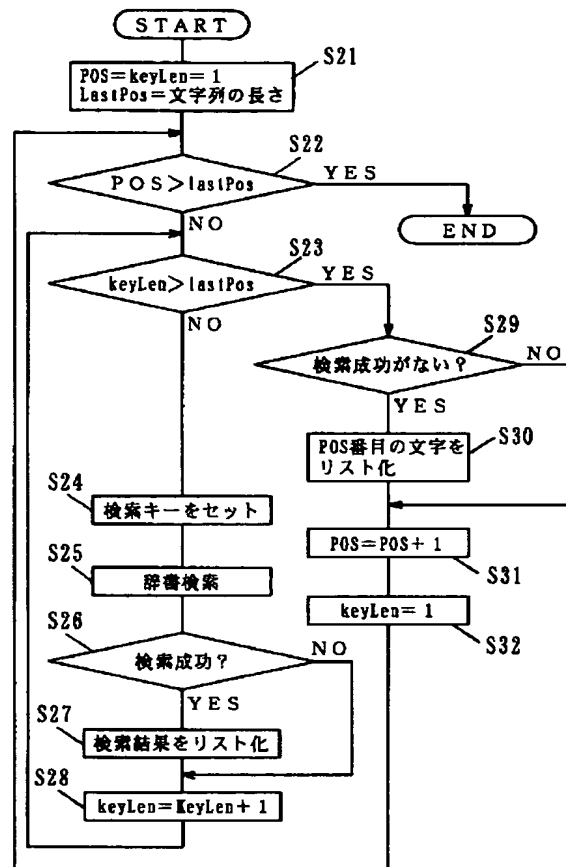 START
S21
POS=keyLen=1
LastPos=文字列の長さ
S22
POS>lastPos
YES
NO
END
S23
keyLen>lastPos
YES
NO
S29
検索成功がない?
NO
YES
S30
POS番目の文字を
リスト化
S24
検索キーをセット
POS=POS+1
S31
S25
辞書検索
keyLen=1
S32
S26
検索成功?
NO
YES
S27
検索結果をリスト化
S28
keyLen=KeyLen+1